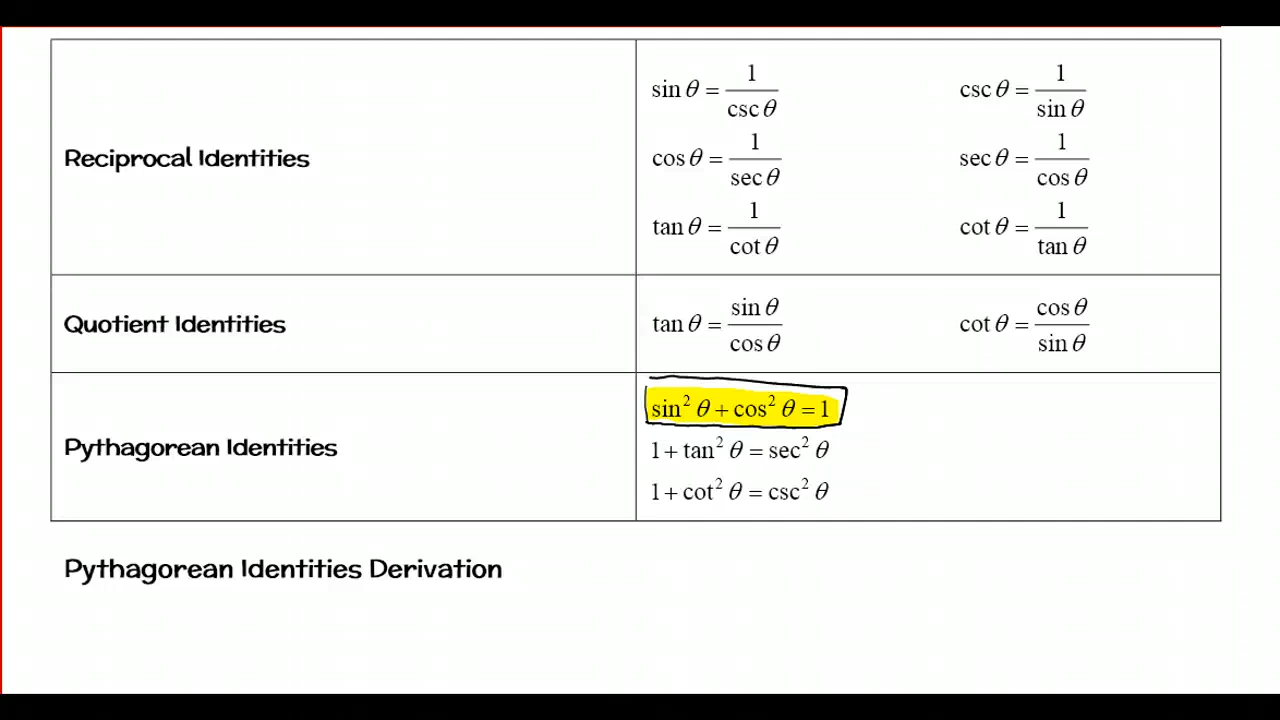 Reciprocal Identities
sin θ = 1/csc θ    csc θ = 1/sin θ
cos θ = 1/sec θ    sec θ = 1/cos θ
tan θ = 1/cot θ    cot θ = 1/tan θ
Quotient Identities
tan θ = sin θ/cos θ    cot θ = cos θ/sin θ
Pythagorean Identities
sin² θ + cos² θ = 1
1 + tan² θ = sec² θ
1 + cot² θ = csc² θ
Pythagorean Identities Derivation